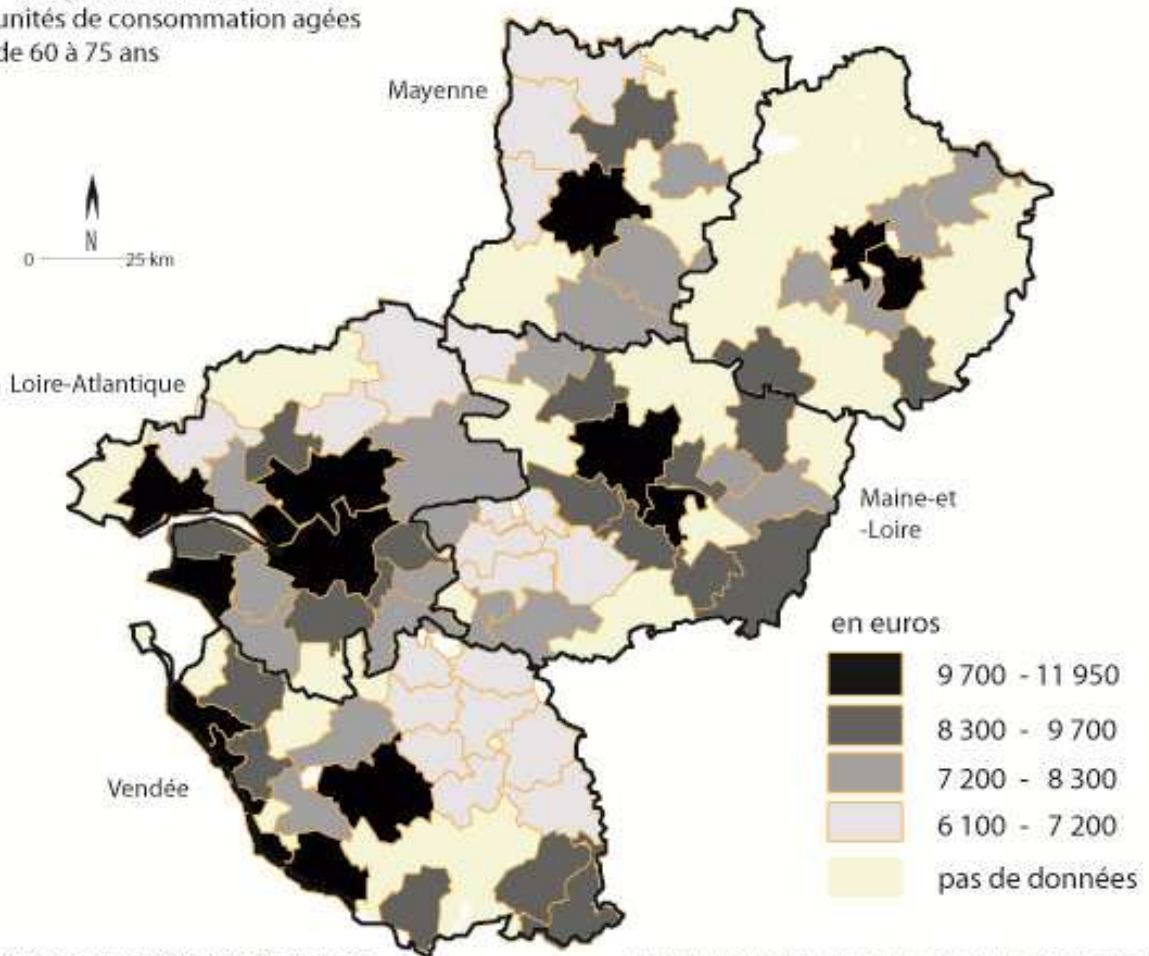 unités de consommation agées
de 60 à 75 ans
Mayenne
N
0 25 km
Loire-Atlantique
Maine-et
-Loire
Vendée
en euros
9 700 - 11 950
8 300 - 9 700
7 200 - 8 300
6 100 - 7 200
pas de données